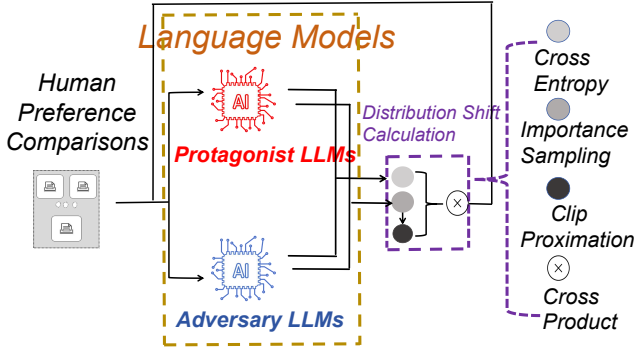 Language Models
Human
Preference
Comparisons
AI
Protagonist LLMs
AI
Adversary LLMs
Distribution Shift
Calculation
Cross
Entropy
Importance
Sampling
Clip
Proximation
Cross
Product